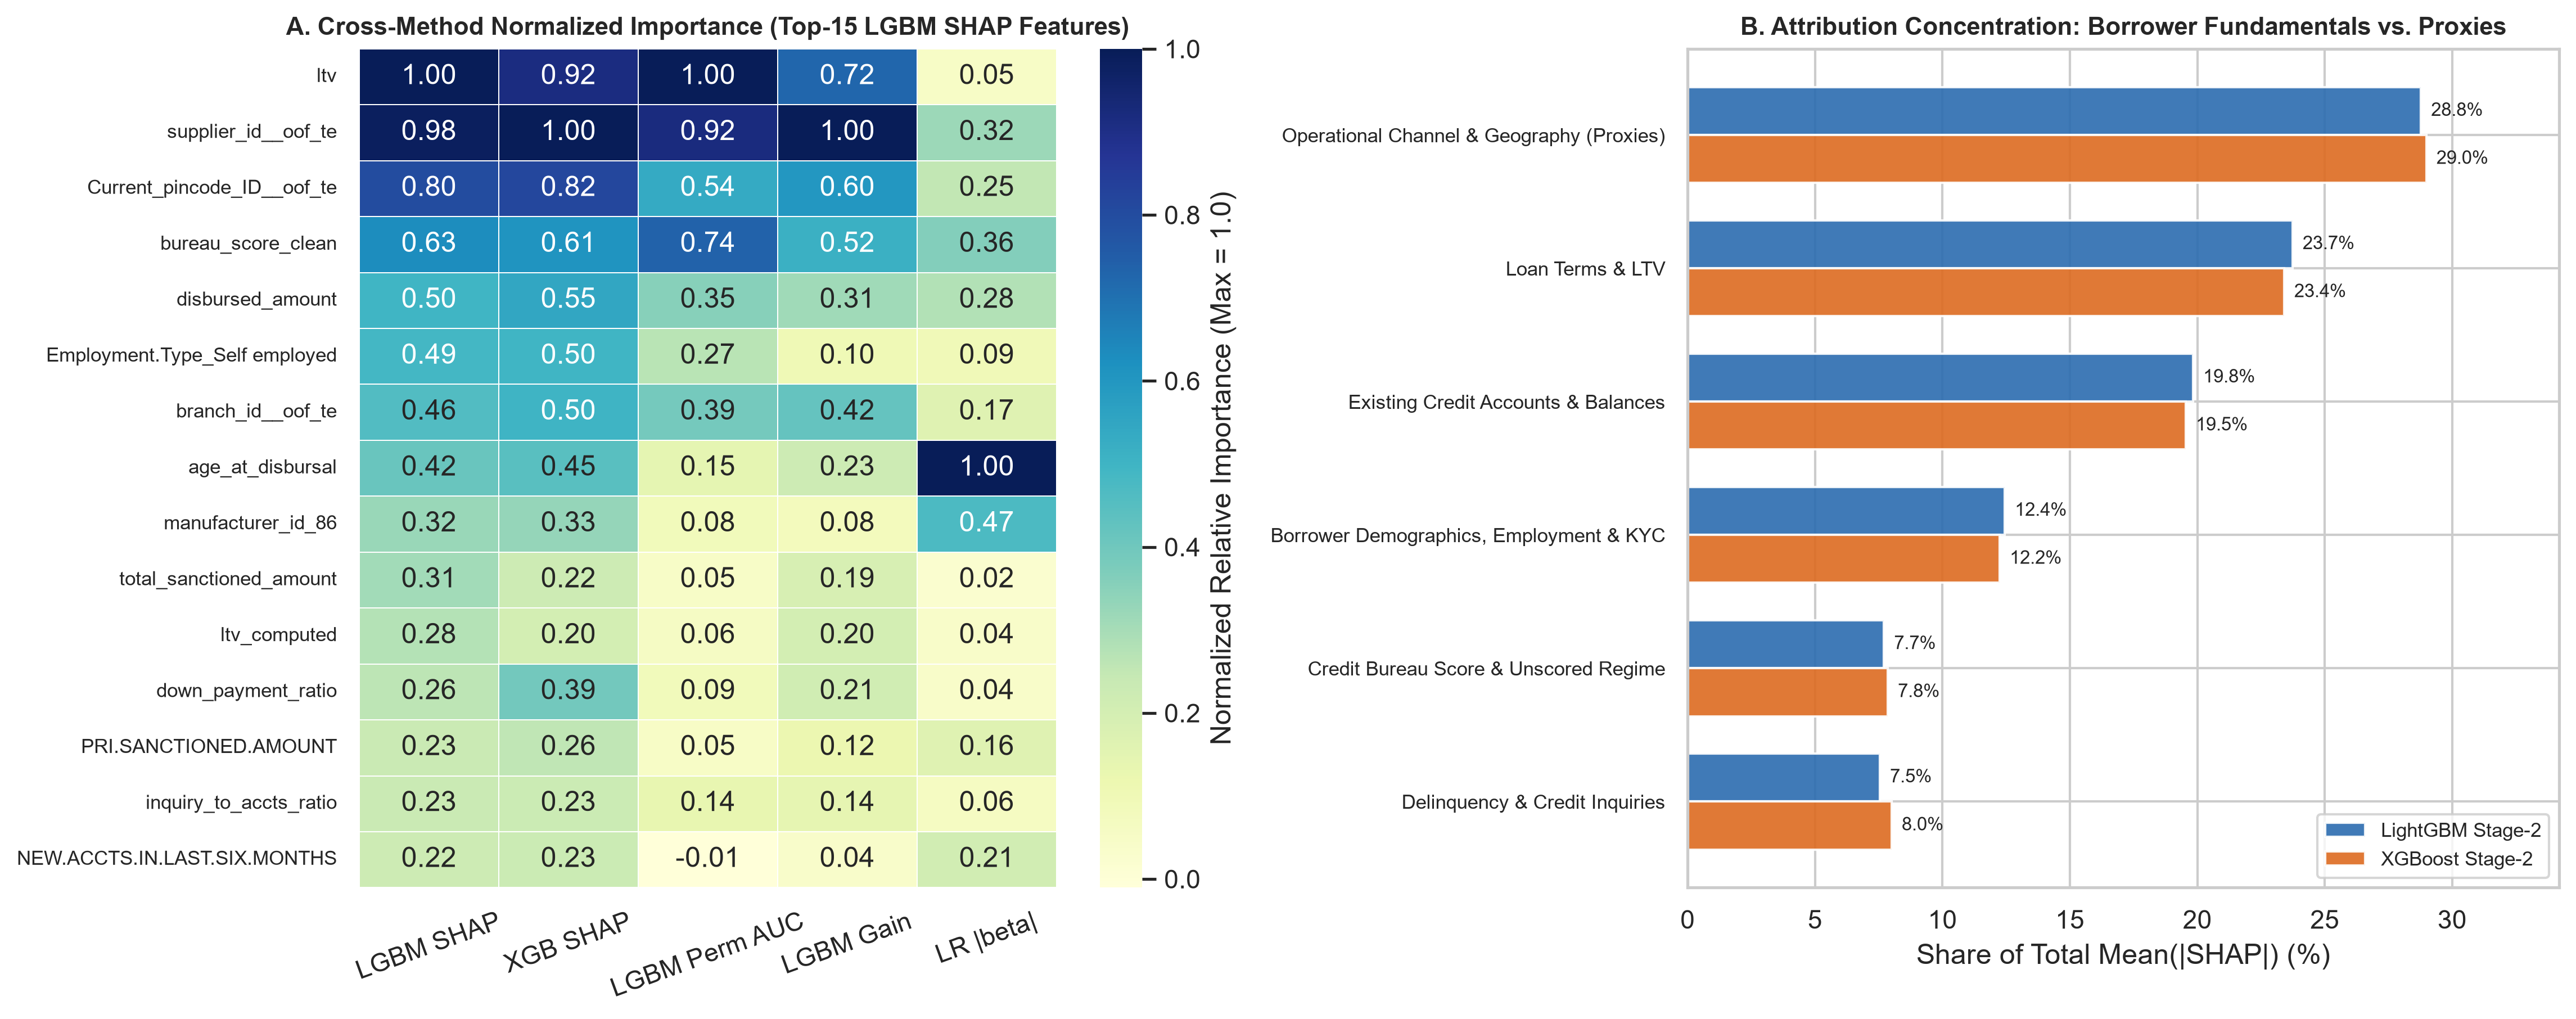 A. Cross-Method Normalized Importance (Top-15 LGBM SHAP Features)
ltv 1.00 0.92 1.00 0.72 0.05
supplier_id__oof_te 0.98 1.00 0.92 1.00 0.32
Current_pincode_ID__oof_te 0.80 0.82 0.54 0.60 0.25
bureau_score_clean 0.63 0.61 0.74 0.52 0.36
disbursed_amount 0.50 0.55 0.35 0.31 0.28
Employment.Type_Self employed 0.49 0.50 0.27 0.10 0.09
branch_id__oof_te 0.46 0.50 0.39 0.42 0.17
age_at_disbursal 0.42 0.45 0.15 0.23 1.00
manufacturer_id_86 0.32 0.33 0.08 0.08 0.47
total_sanctioned_amount 0.31 0.22 0.05 0.19 0.02
ltv_computed 0.28 0.20 0.06 0.20 0.04
down_payment_ratio 0.26 0.39 0.09 0.21 0.04
PRI.SANCTIONED.AMOUNT 0.23 0.26 0.05 0.12 0.16
inquiry_to_accts_ratio 0.23 0.23 0.14 0.14 0.06
NEW.ACCTS.IN.LAST.SIX.MONTHS 0.22 0.23 -0.01 0.04 0.21
LGBM SHAP XGB SHAP LGBM Perm AUC LGBM Gain LR |beta|
1.0
0.8
0.6
0.4
0.2
0.0
Normalized Relative Importance (Max = 1.0)
B. Attribution Concentration: Borrower Fundamentals vs. Proxies
Operational Channel & Geography (Proxies)
28.8%
29.0%
Loan Terms & LTV
23.7%
23.4%
Existing Credit Accounts & Balances
19.8%
19.5%
Borrower Demographics, Employment & KYC
12.4%
12.2%
Credit Bureau Score & Unscored Regime
7.7%
7.8%
Delinquency & Credit Inquiries
7.5%
8.0%
LightGBM Stage-2
XGBoost Stage-2
0 5 10 15 20 25 30
Share of Total Mean(|SHAP|) (%)